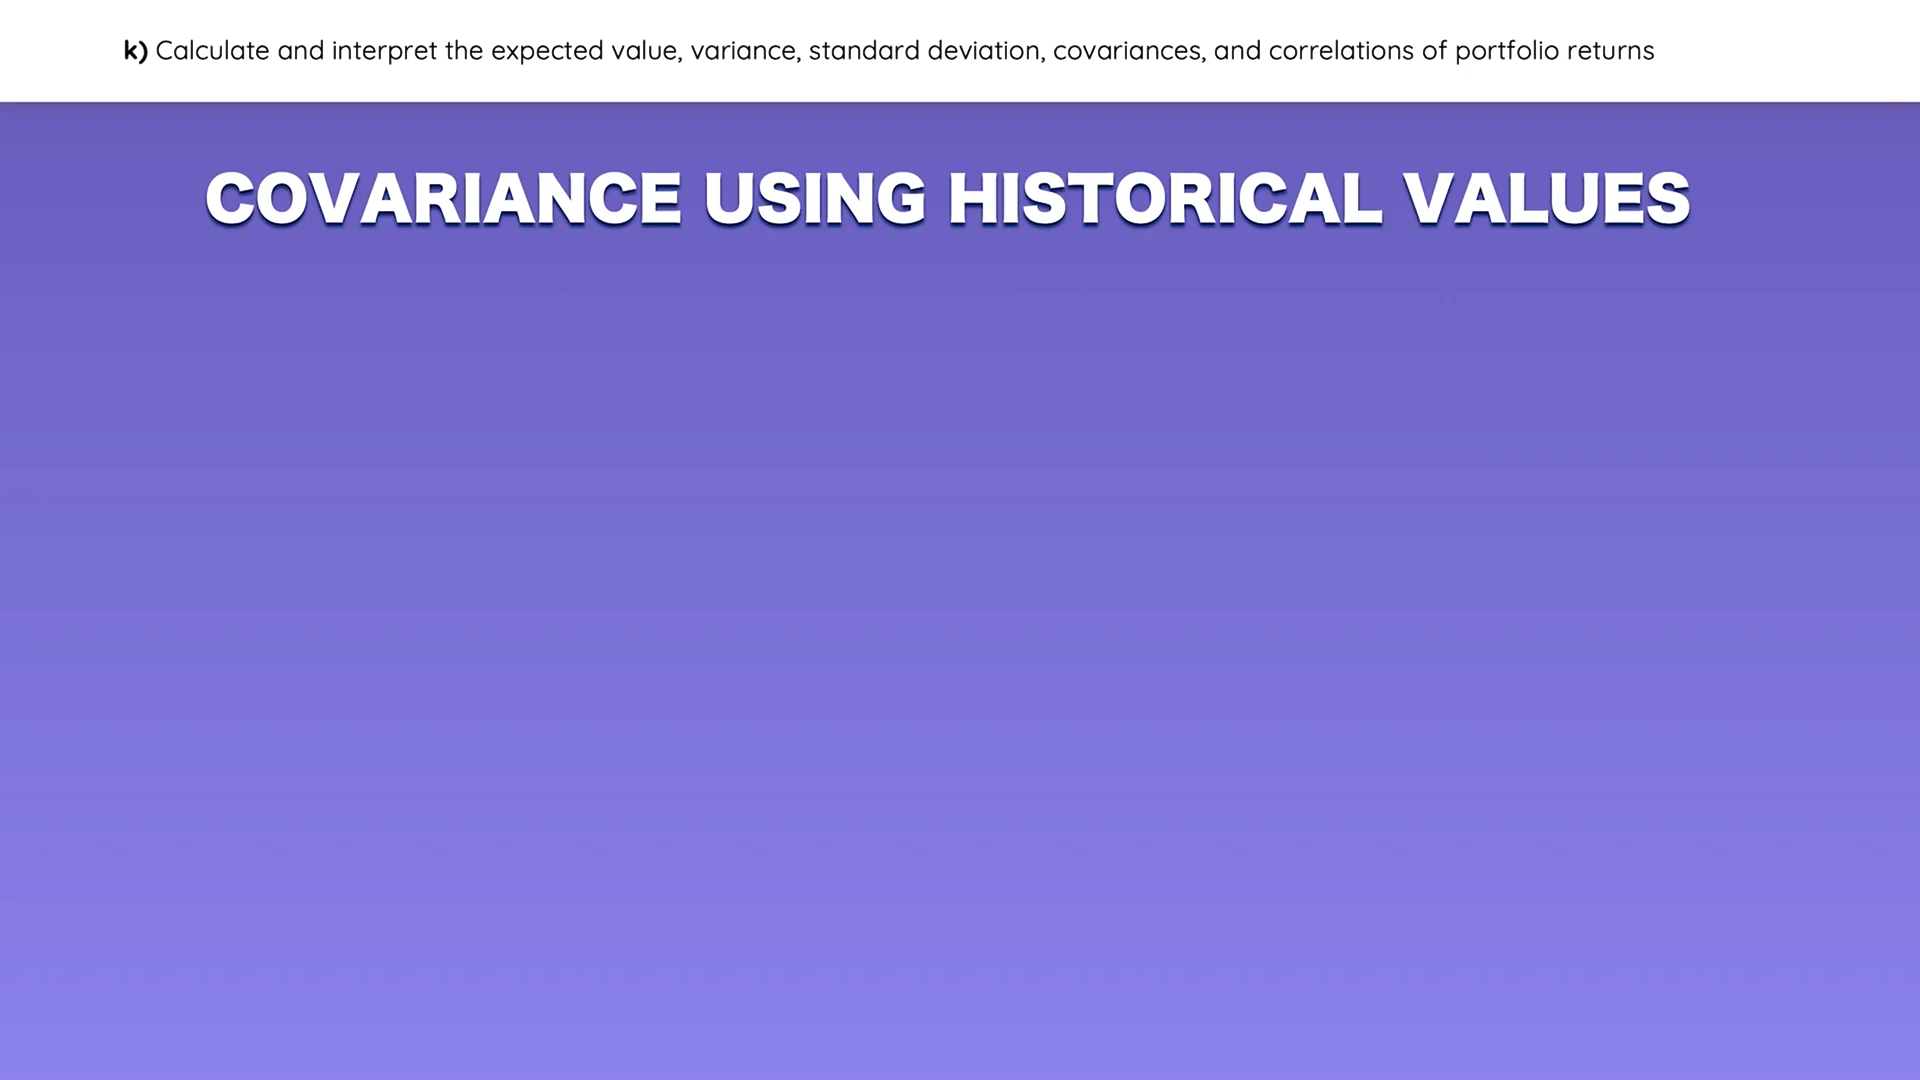 k) Calculate and interpret the expected value, variance, standard deviation, covariances, and correlations of portfolio returns
COVARIANCE USING HISTORICAL VALUES